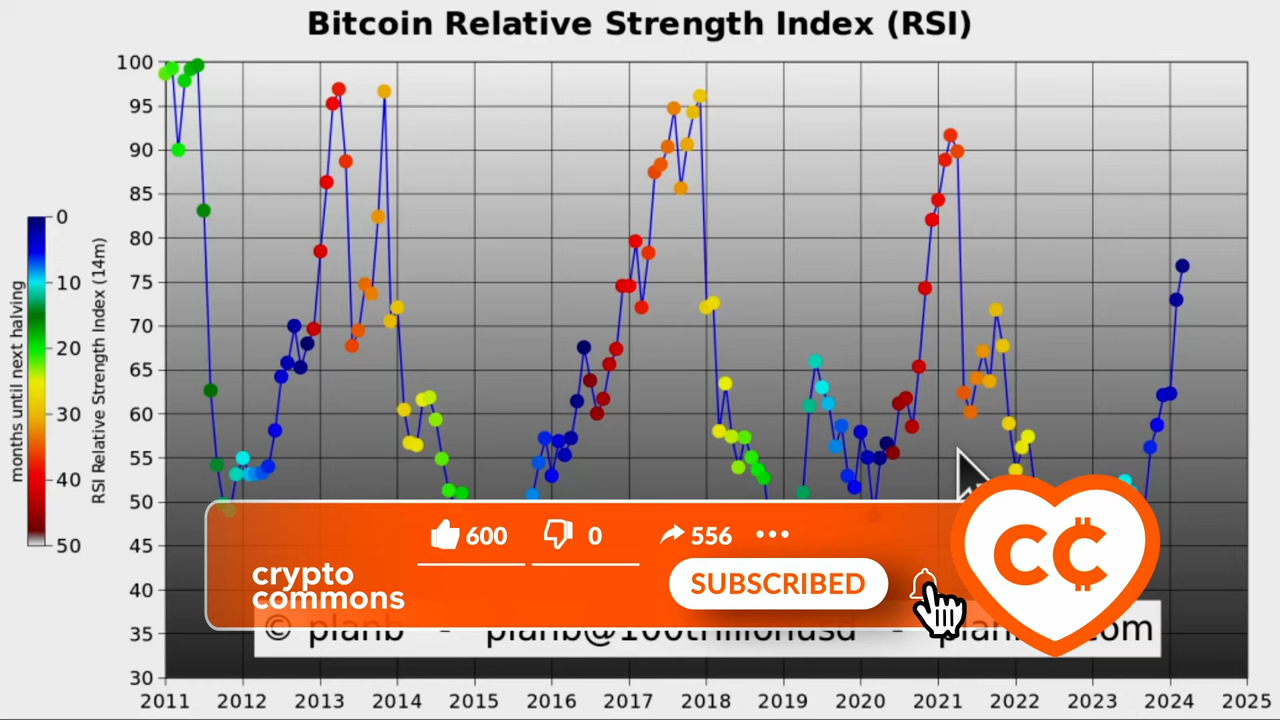 Bitcoin Relative Strength Index (RSI)
100
95
90
85
80
75
70
65
60
55
50
45
40
35
30
RSI Relative Strength Index (14m)
months until next halving
0
10
20
30
40
50
2011 2012 2013 2014 2015 2016 2017 2018 2019 2020 2021 2022 2023 2024 2025
600 0 556
SUBSCRIBED
crypto
commons
CC
© planb - planb@100trillionusd -